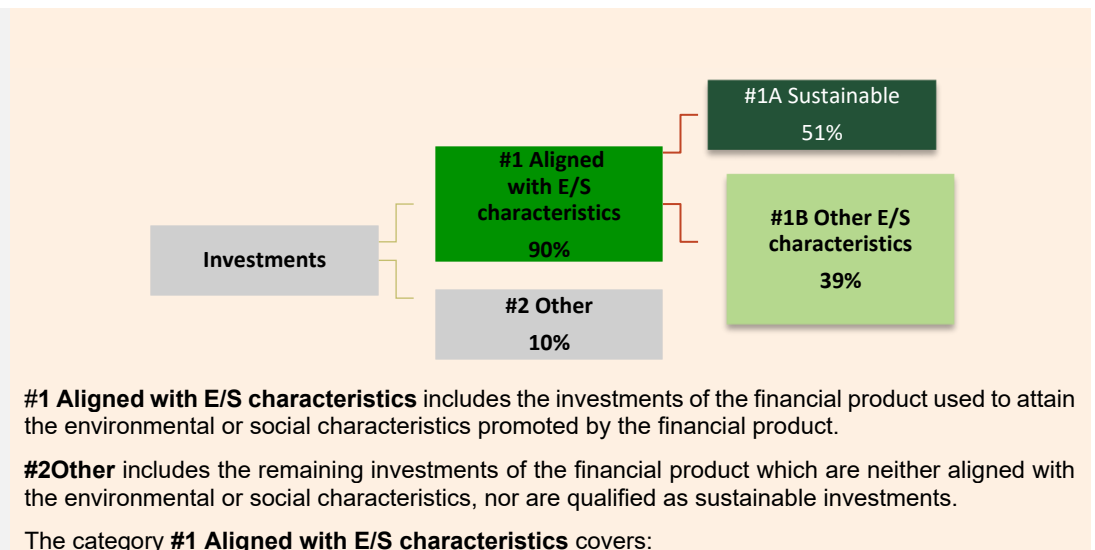 #1A Sustainable
51%
#1 Aligned
with E/S
characteristics
90%
#1B Other E/S
characteristics
39%
Investments
#2 Other
10%
#1 Aligned with E/S characteristics includes the investments of the financial product used to attain
the environmental or social characteristics promoted by the financial product.
#2Other includes the remaining investments of the financial product which are neither aligned with
the environmental or social characteristics, nor are qualified as sustainable investments.
The category #1 Aligned with E/S characteristics covers: